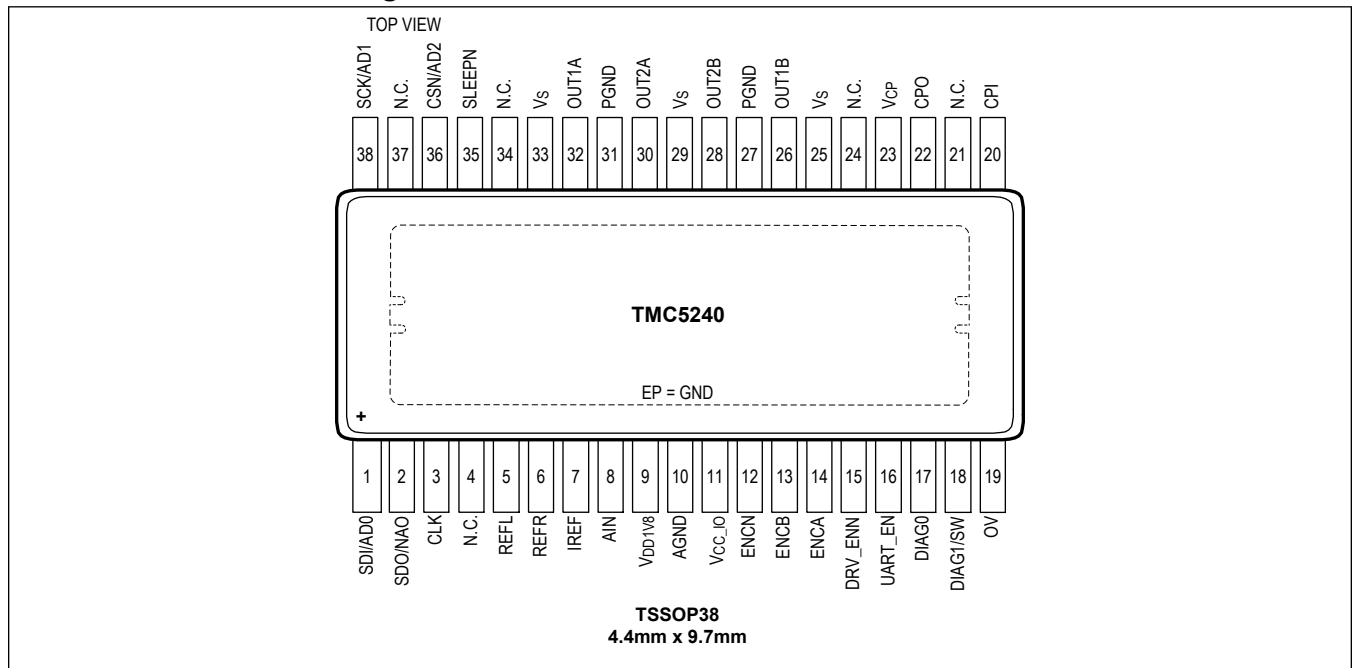 TOP VIEW
SCK/AD1
N.C.
CSN/AD2
SLEEPN
N.C.
VS
OUT1A
PGND
OUT2A
VS
OUT2B
PGND
OUT1B
VS
N.C.
VCP
CPO
N.C.
CPI
38 37 36 35 34 33 32 31 30 29 28 27 26 25 24 23 22 21 20
TMC5240
EP = GND
+
1 2 3 4 5 6 7 8 9 10 11 12 13 14 15 16 17 18 19
SDI/AD0
SDO/NAO
CLK
N.C.
REFL
REFR
IREF
AIN
VDD1V8
AGND
VCC_IO
ENCN
ENCB
ENCA
DRV_ENN
UART_EN
DIAG0
DIAG1/SW
OV
TSSOP38
4.4mm x 9.7mm